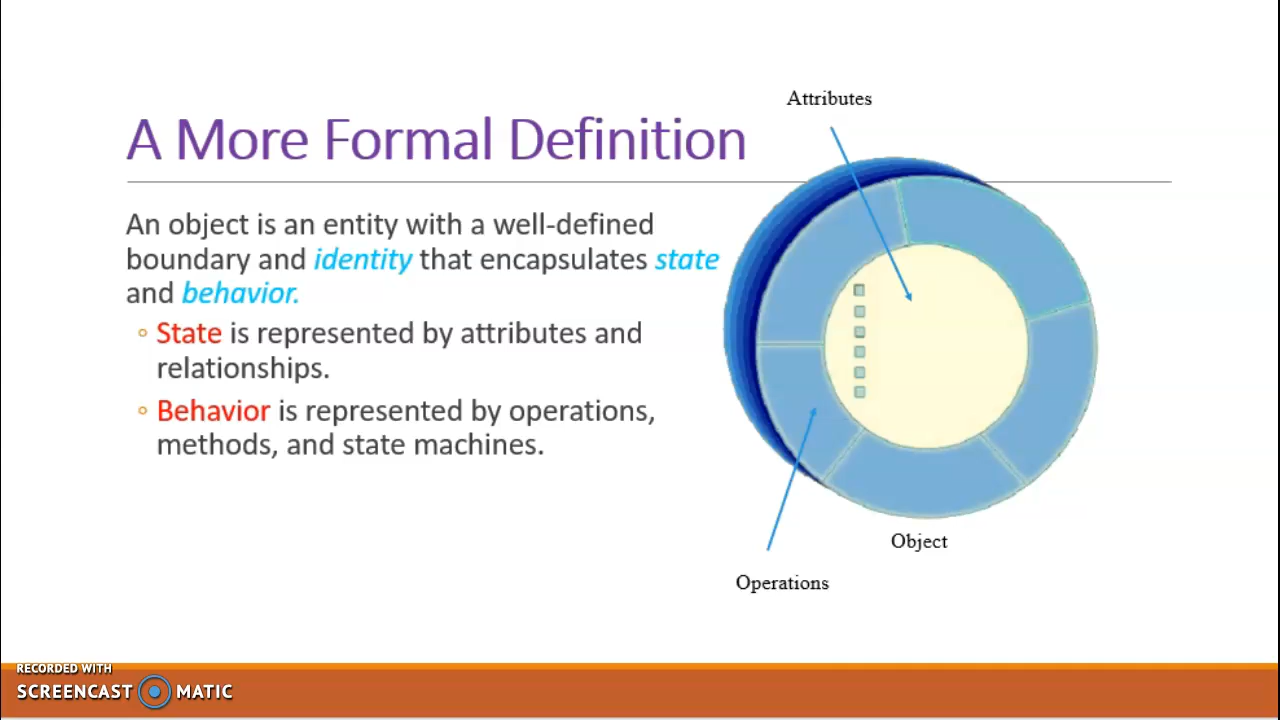 Attributes
A More Formal Definition
An object is an entity with a well-defined
boundary and identity that encapsulates state
and behavior.
◦ State is represented by attributes and
relationships.
◦ Behavior is represented by operations,
methods, and state machines.
Object
Operations
RECORDED WITH
SCREENCAST MATIC